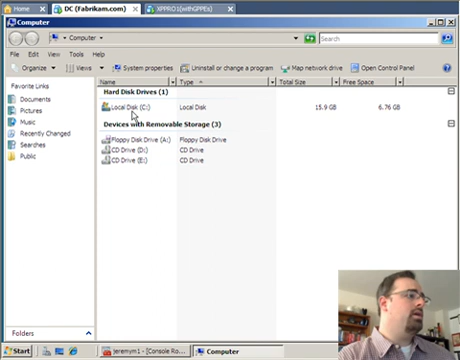 Home
DC (Fabrikam.com)
XPPRO1(withGPPEs)
Computer
Computer
Search
File Edit View Tools Help
Organize Views System properties Uninstall or change a program Map network drive Open Control Panel
Favorite Links
Documents
Pictures
Music
Recently Changed
Searches
Public
Folders
Name Type Total Size Free Space
Hard Disk Drives (1)
Local Disk (C:) Local Disk 15.9 GB 6.76 GB
Devices with Removable Storage (3)
Floppy Disk Drive (A:) Floppy Disk Drive
CD Drive (D:) CD Drive
CD Drive (E:) CD Drive
Start
jeremym1 - [Console Ro...
Computer